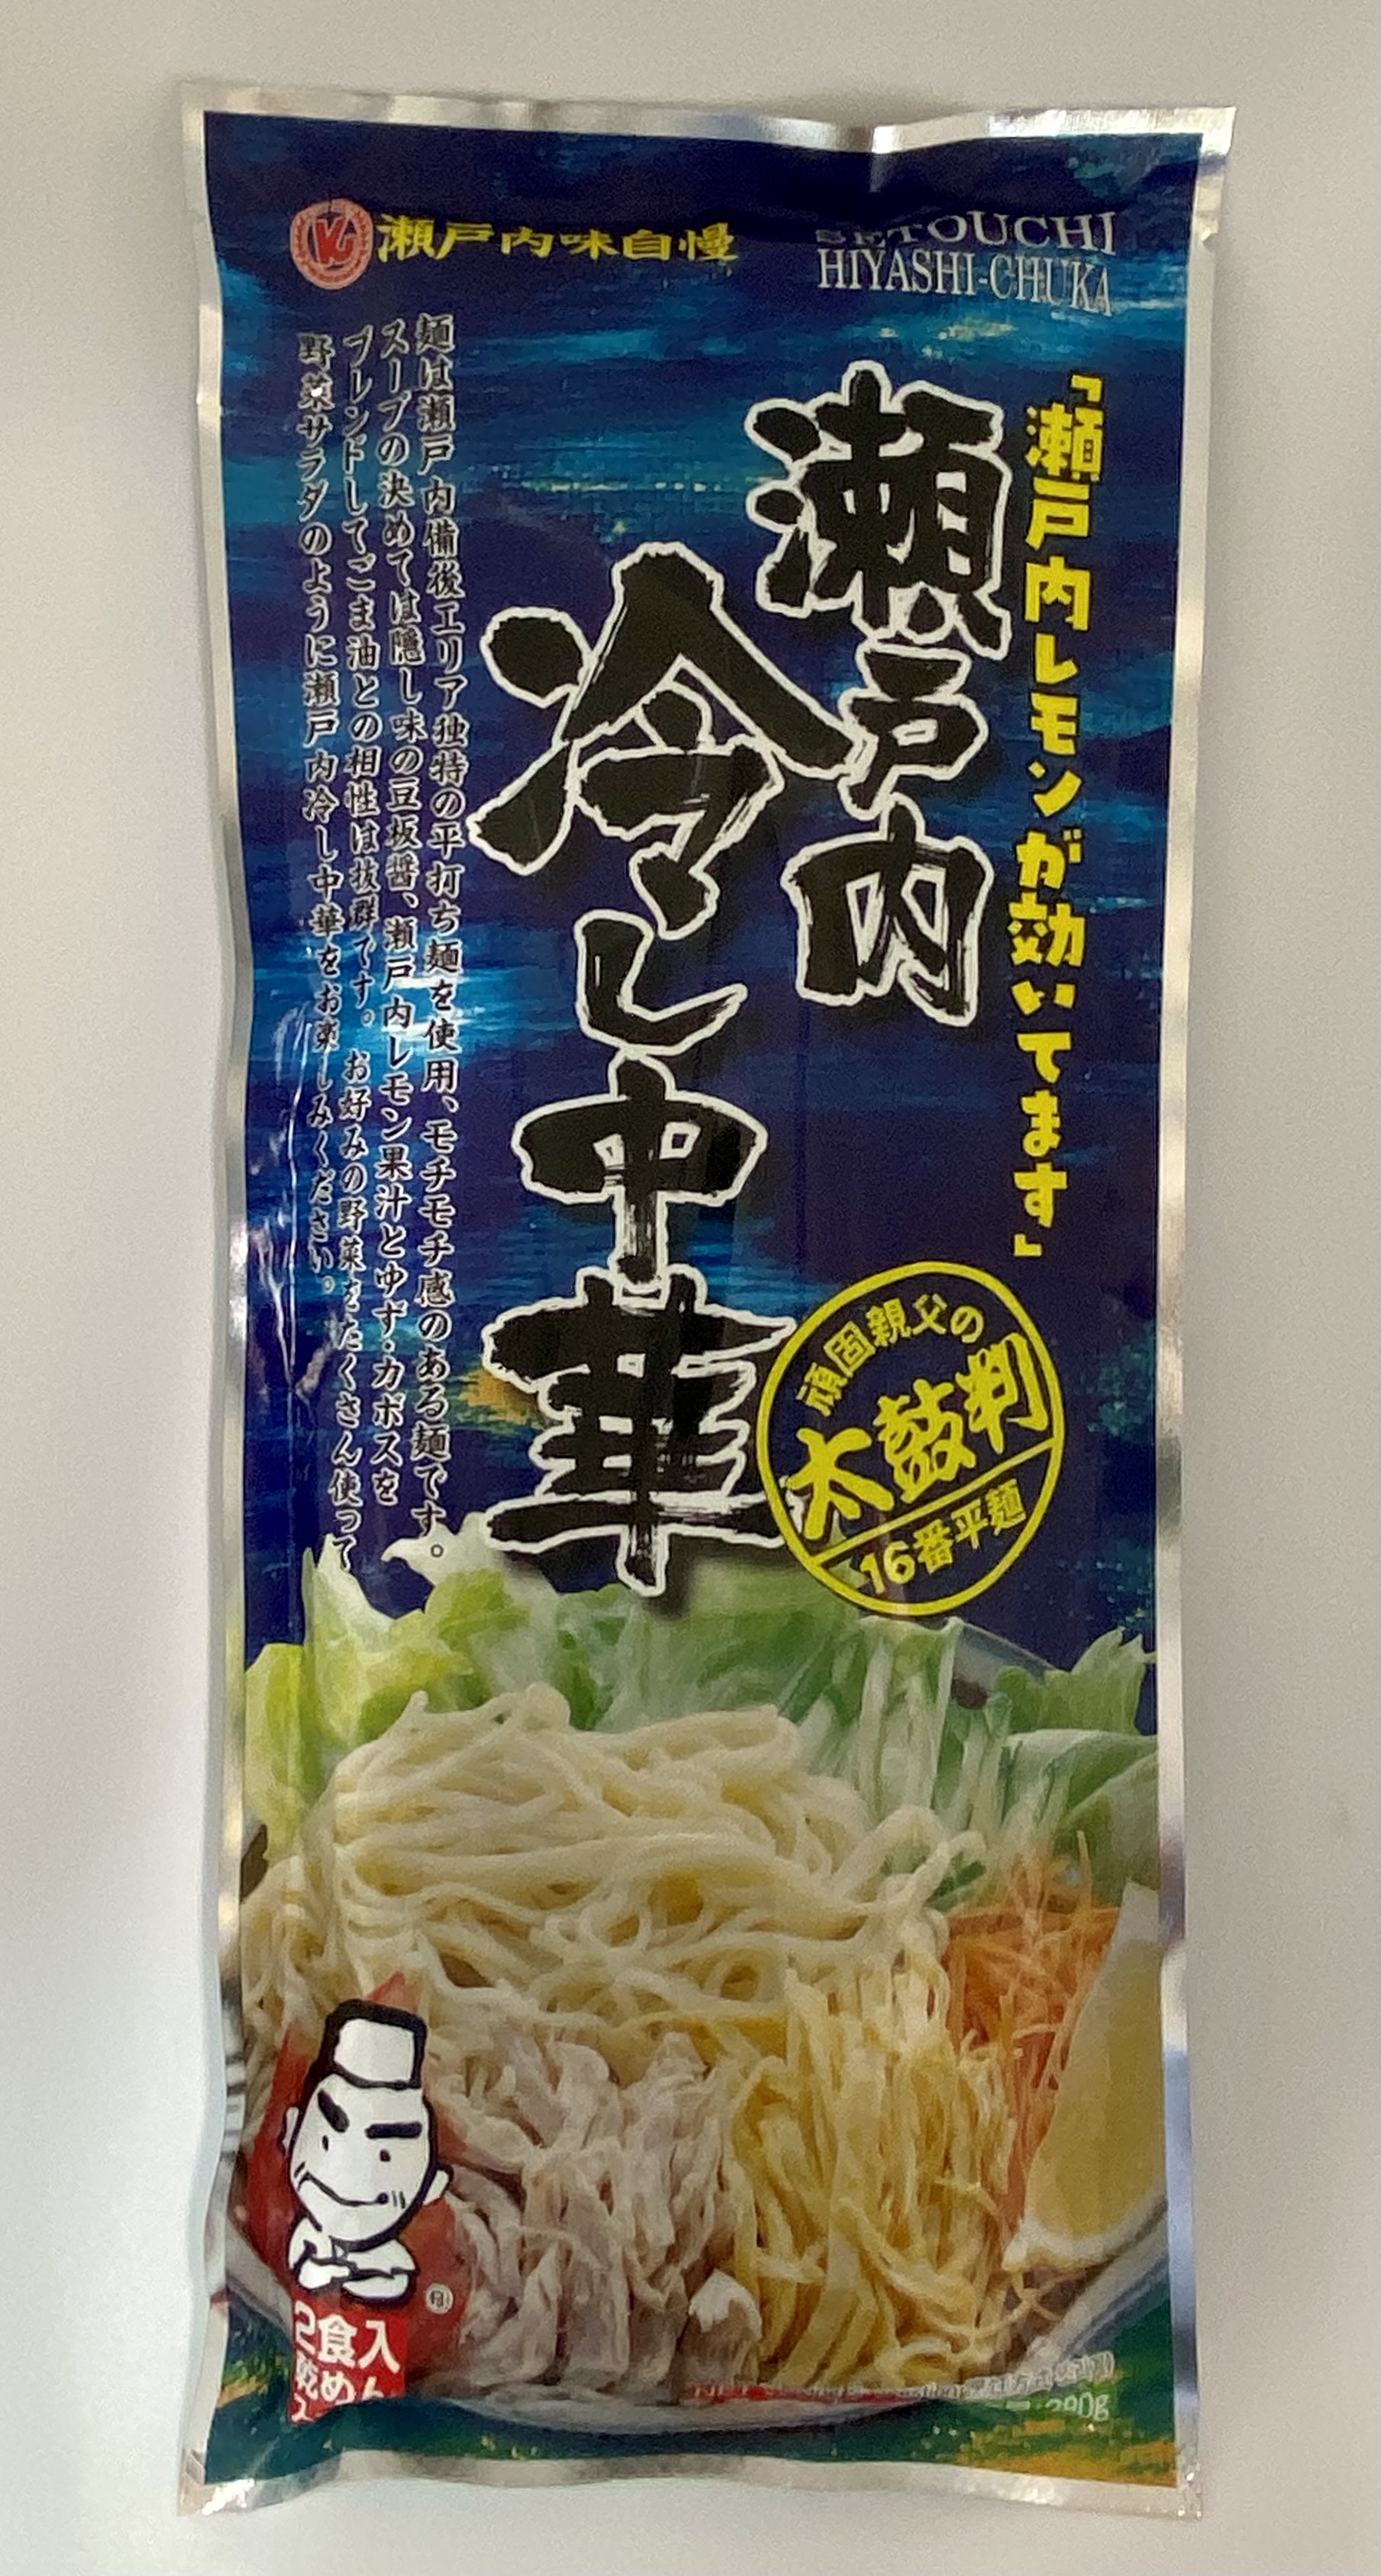 瀬戸内味自慢
SETOUCHI
HIYASHI-CHUKA
「瀬戸内レモンが効いてます」
瀬戸内
冷し中華
麺は瀬戸内備後エリア独特の平打ち麺を使用、モチモチ感のある麺です。
スープの決めては隠し味の豆板醤、瀬戸内レモン果汁とゆず・カボスを
ブレンドしてごま油との相性は抜群です。お好みの野菜をたくさん使って
野菜サラダのように瀬戸内冷し中華をお楽しみください。
頑固親父の
太鼓判
16番平麺
2食入
乾めん
290g